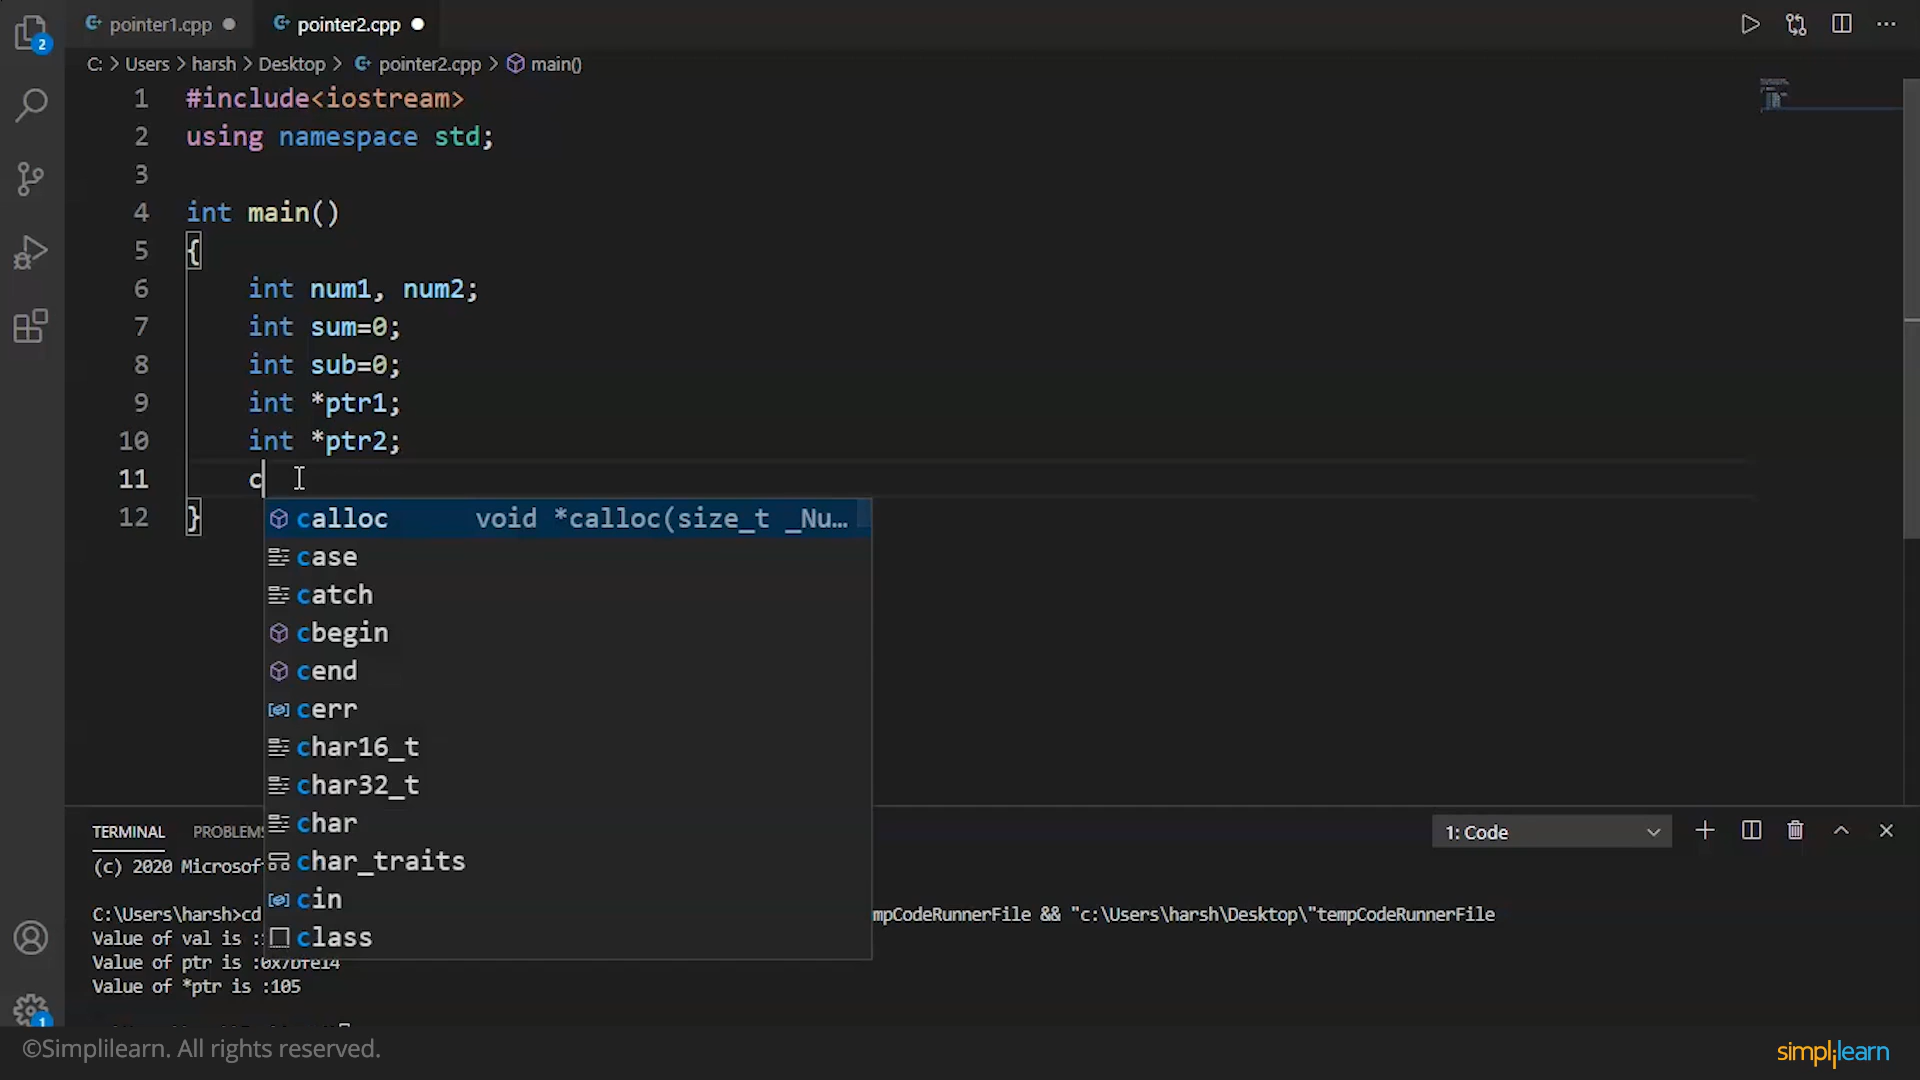 pointer1.cpp pointer2.cpp
2
C: > Users > harsh > Desktop > pointer2.cpp > main()
1 #include<iostream>
2 using namespace std;
3
4 int main()
5 {
6 int num1, num2;
7 int sum=0;
8 int sub=0;
9 int *ptr1;
10 int *ptr2;
11 c
12 }
calloc void *calloc(size_t _Nu…
case
catch
cbegin
cend
cerr
char16_t
char32_t
char
char_traits
cin
class
TERMINAL PROBLEMS 1: Code
(c) 2020 Microsof
C:\Users\harsh>cd mpCodeRunnerFile && "c:\Users\harsh\Desktop\"tempCodeRunnerFile
Value of val is :
Value of ptr is :0x7bfe14
Value of *ptr is :105
1
©Simplilearn. All rights reserved.
simplilearn